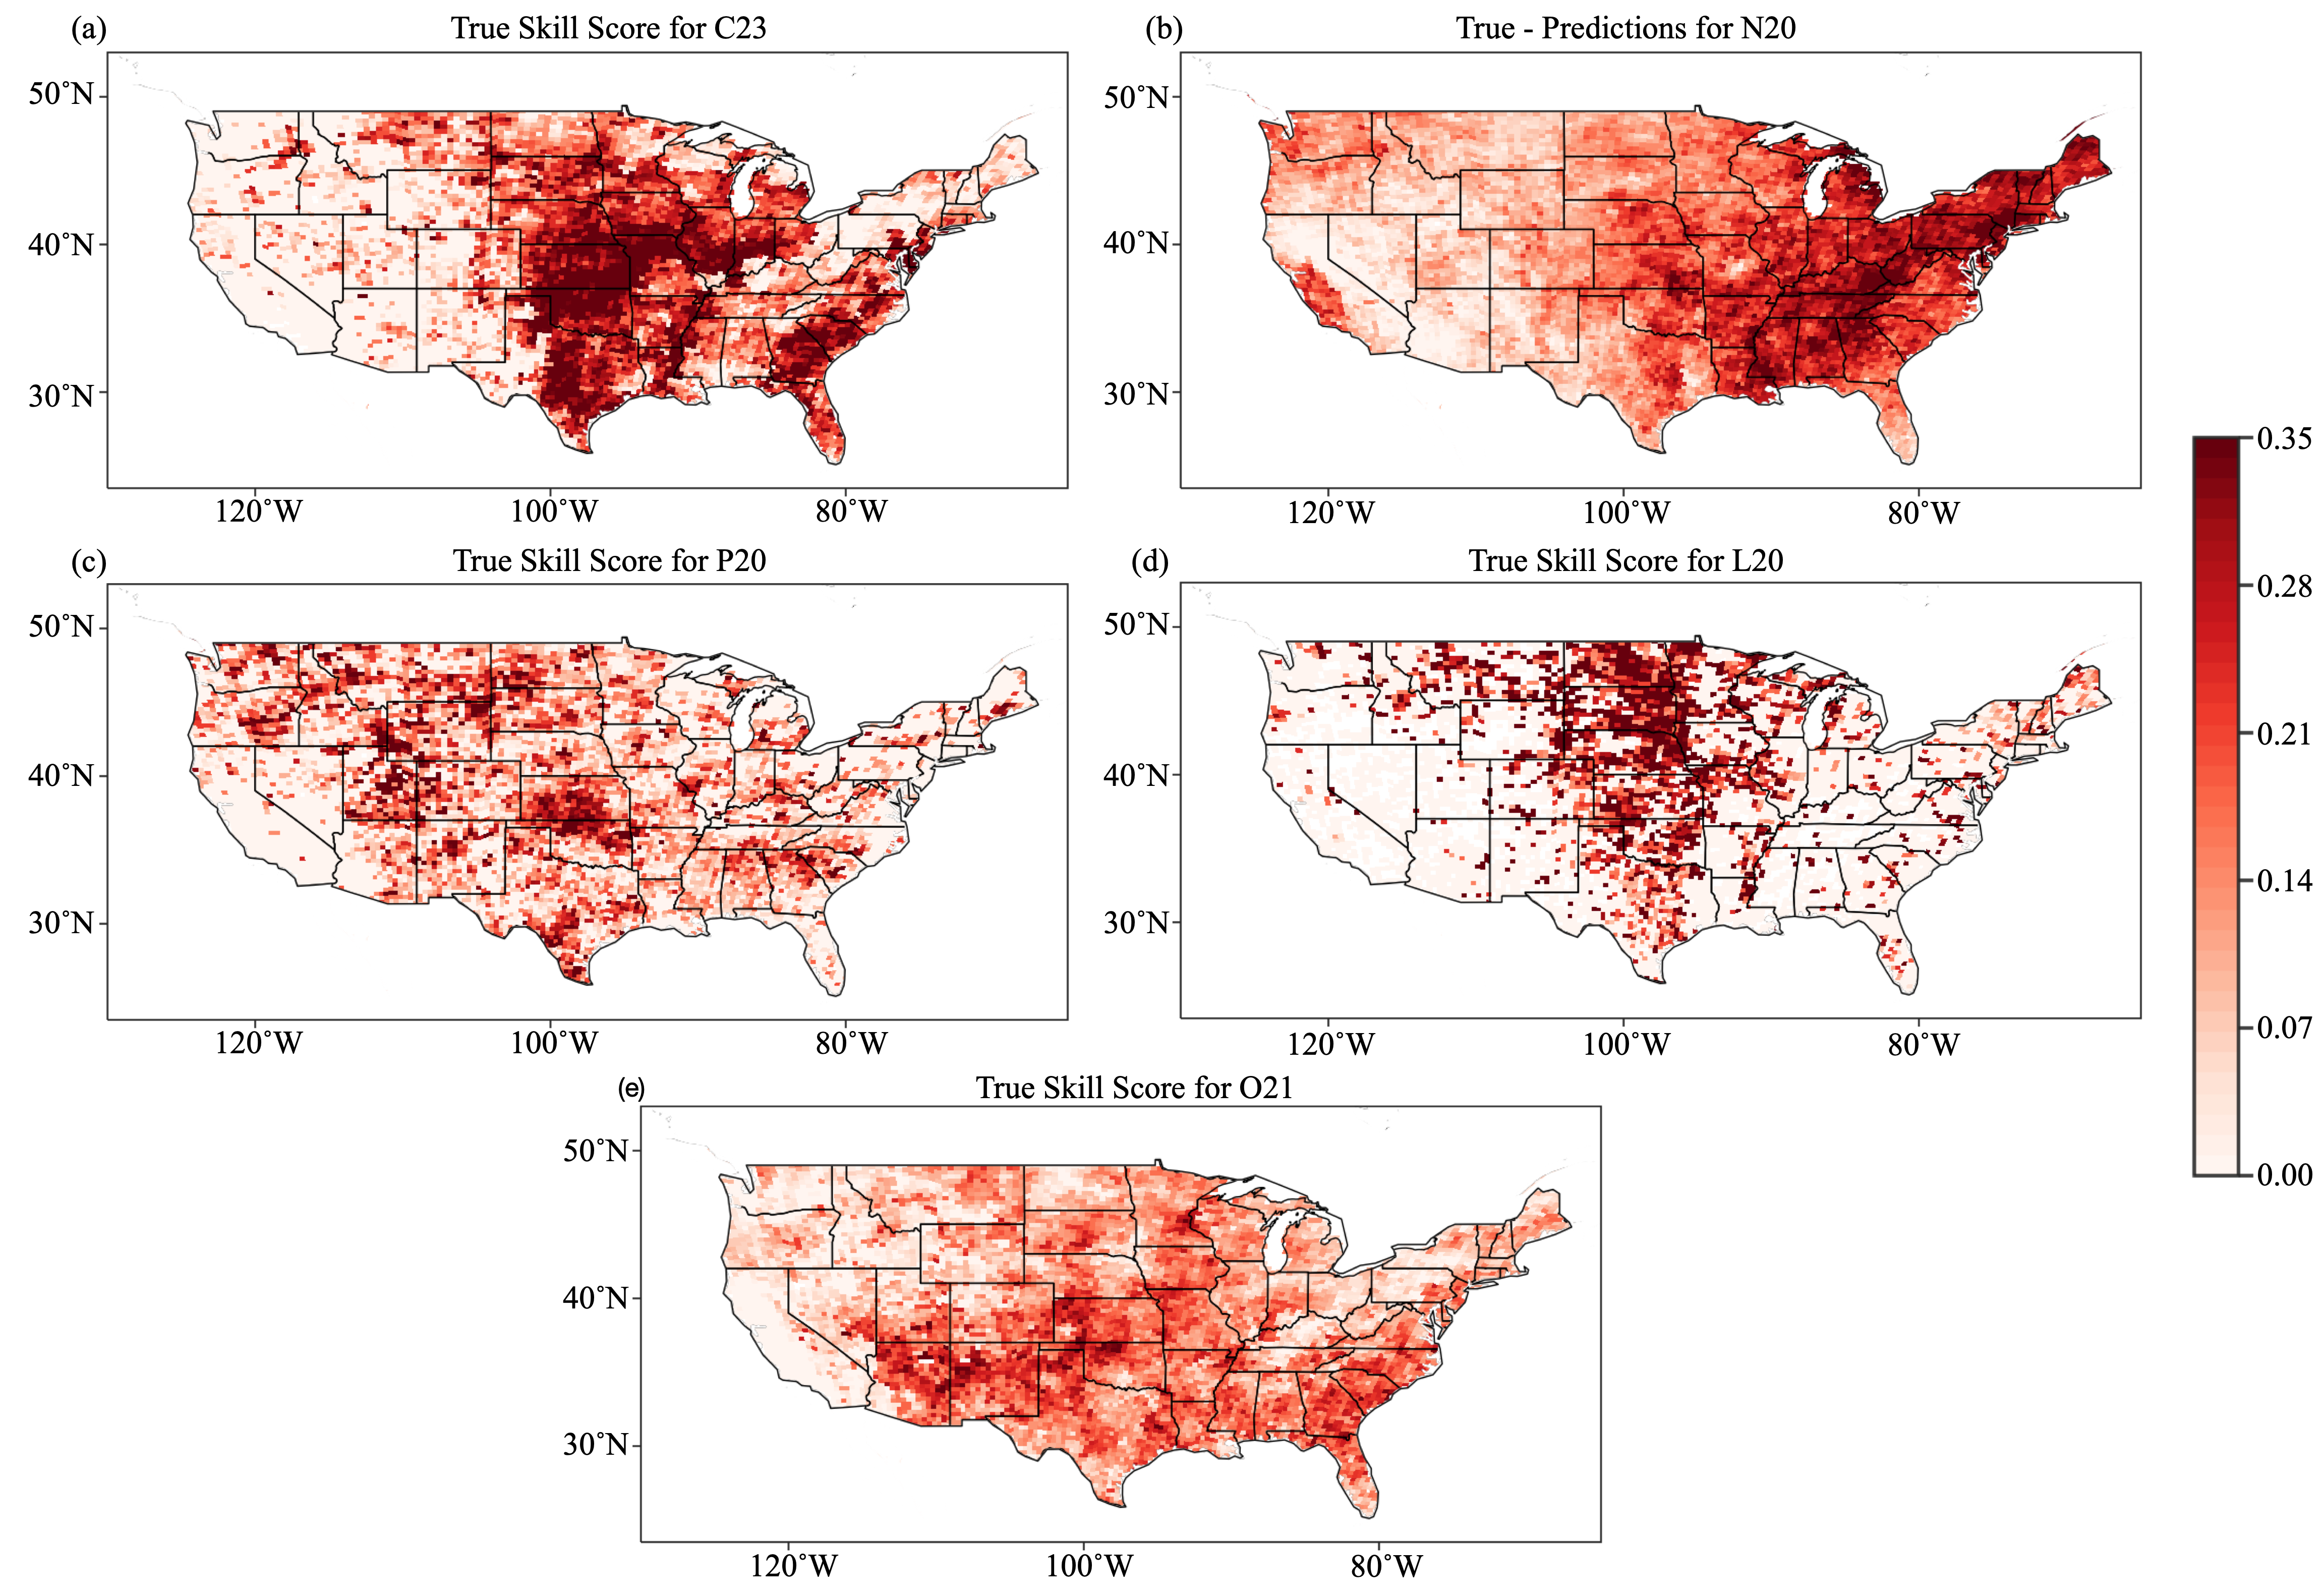 (a) True Skill Score for C23
(b) True - Predictions for N20
50°N
40°N
30°N
120°W 100°W 80°W
50°N
40°N
30°N
120°W 100°W 80°W
(c) True Skill Score for P20
(d) True Skill Score for L20
50°N
40°N
30°N
120°W 100°W 80°W
50°N
40°N
30°N
120°W 100°W 80°W
(e) True Skill Score for O21
50°N
40°N
30°N
120°W 100°W 80°W
0.35
0.28
0.21
0.14
0.07
0.00